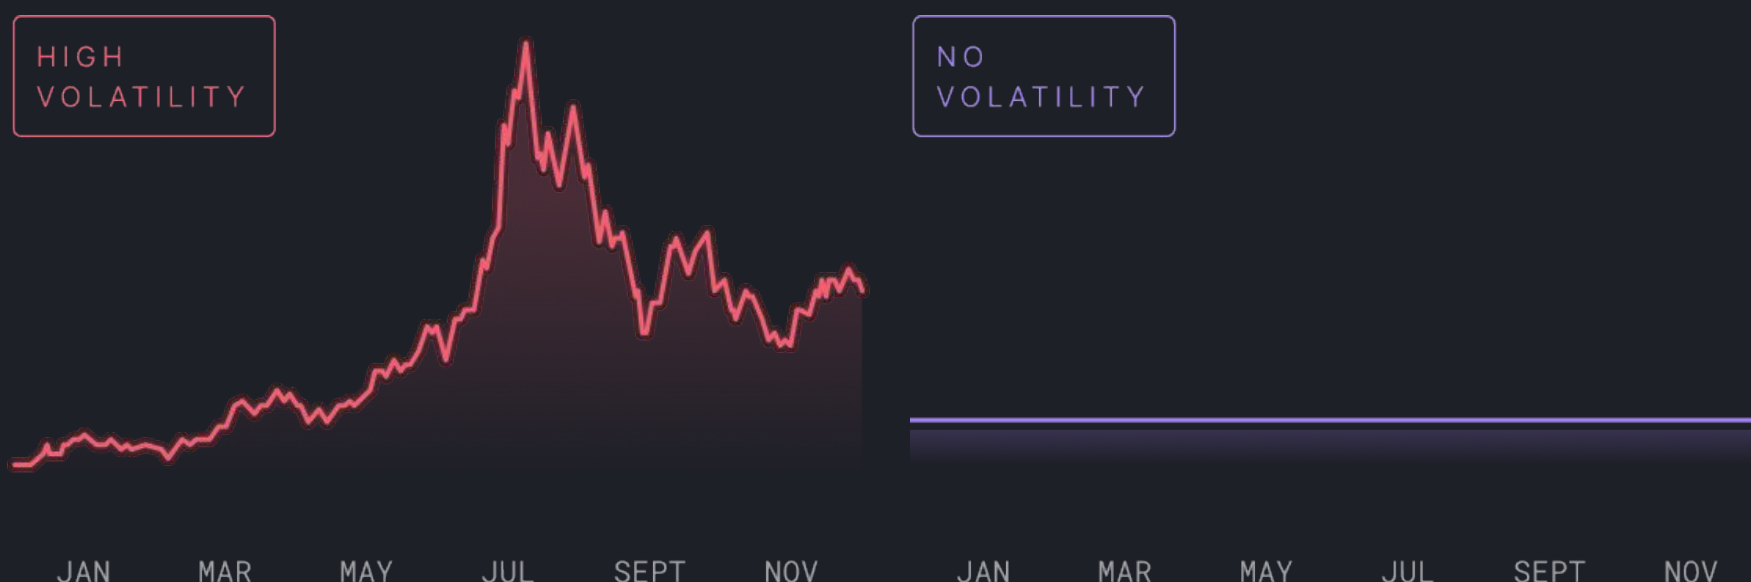 HIGH
VOLATILITY
NO
VOLATILITY
JAN MAR MAY JUL SEPT NOV
JAN MAR MAY JUL SEPT NOV